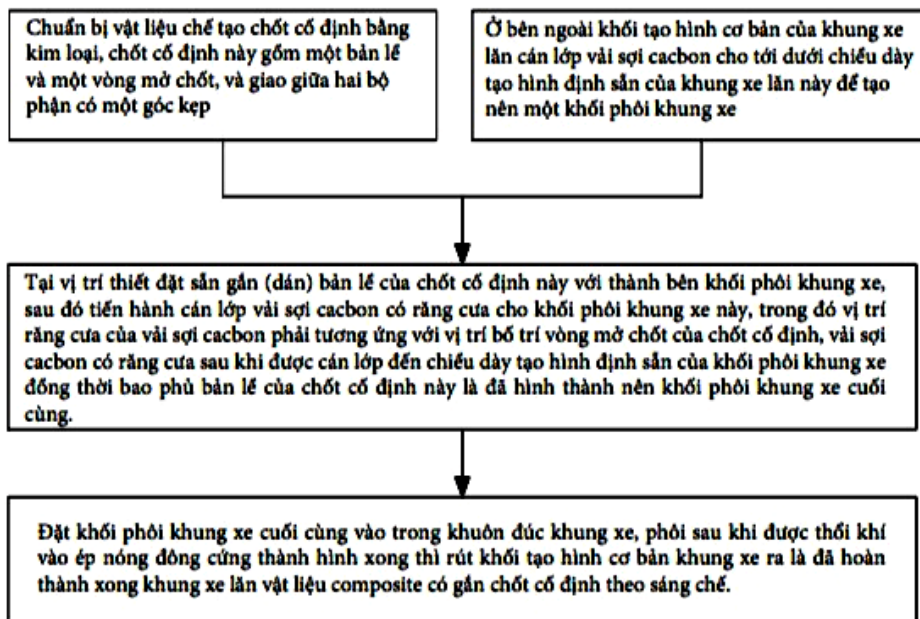 Chuẩn bị vật liệu chế tạo chốt cố định bằng
kim loại, chốt cố định này gồm một bản lề
và một vòng mở chốt, và giao giữa hai bộ
phận có một góc kẹp
Ở bên ngoài khối tạo hình cơ bản của khung xe
lăn cán lớp vải sợi cacbon cho tới dưới chiều dày
tạo hình định sẵn của khung xe lăn này để tạo
nên một khối phôi khung xe
Tại vị trí thiết đặt sẵn gắn (dán) bản lề của chốt cố định này với thành bên khối phôi khung xe,
sau đó tiến hành cán lớp vải sợi cacbon có răng cưa cho khối phôi khung xe này, trong đó vị trí
răng cưa của vải sợi cacbon phải tương ứng với vị trí bố trí vòng mở chốt của chốt cố định, vải sợi
cacbon có răng cưa sau khi được cán lớp đến chiều dày tạo hình định sẵn của khối phôi khung xe
đồng thời bao phủ bản lề của chốt cố định này là đã hình thành nên khối phôi khung xe cuối
cùng.
Đặt khối phôi khung xe cuối cùng vào trong khuôn đúc khung xe, phôi sau khi được thổi khí
vào ép nóng đông cứng thành hình xong thì rút khối tạo hình cơ bản khung xe ra là đã hoàn
thành xong khung xe lăn vật liệu composite có gắn chốt cố định theo sáng chế.